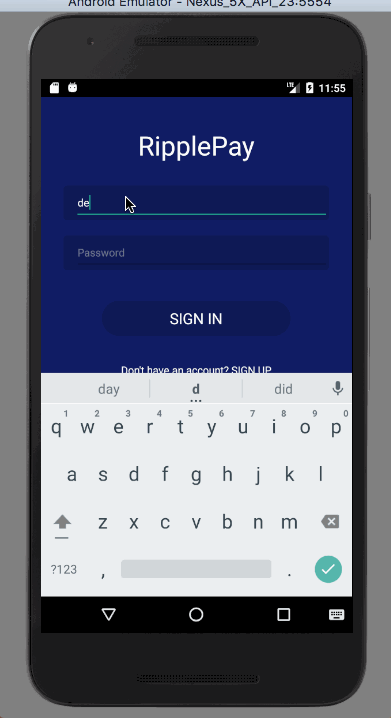 Android Emulator - Nexus_5X_API_23:5554
LTE 11:55
RipplePay
de
Password
SIGN IN
Don't have an account? SIGN UP
day d did
1 2 3 4 5 6 7 8 9 0
q w e r t y u i o p
a s d f g h j k l
z x c v b n m
?123 , .